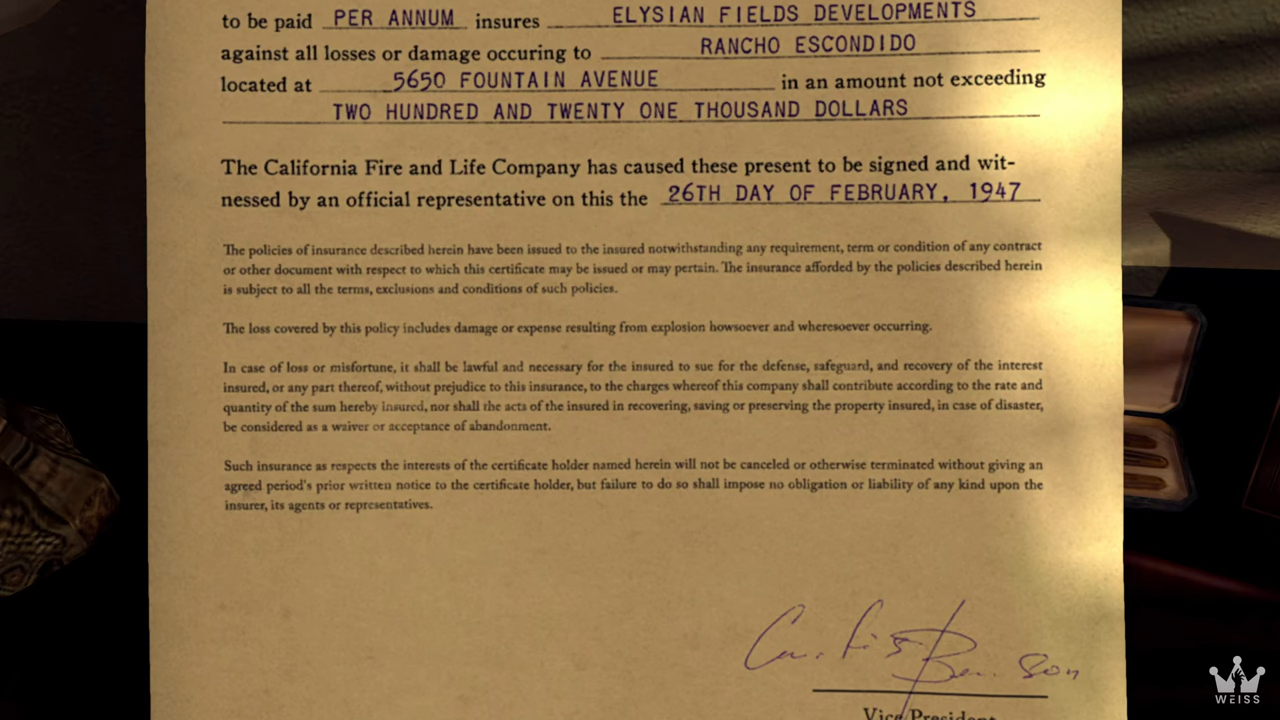 to be paid PER ANNUM insures ELYSIAN FIELDS DEVELOPMENTS
against all losses or damage occuring to RANCHO ESCONDIDO
located at 5650 FOUNTAIN AVENUE in an amount not exceeding
TWO HUNDRED AND TWENTY ONE THOUSAND DOLLARS
The California Fire and Life Company has caused these present to be signed and wit-
nessed by an official representative on this the 26TH DAY OF FEBRUARY, 1947
The policies of insurance described herein have been issued to the insured notwithstanding any requirement, term or condition of any contract
or other document with respect to which this certificate may be issued or may pertain. The insurance afforded by the policies described herein
is subject to all the terms, exclusions and conditions of such policies.
The loss covered by this policy includes damage or expense resulting from explosion howsoever and wheresoever occurring.
In case of loss or misfortune, it shall be lawful and necessary for the insured to sue for the defense, safeguard, and recovery of the interest
insured, or any part thereof, without prejudice to this insurance, to the charges whereof this company shall contribute according to the rate and
quantity of the sum hereby insured, nor shall the acts of the insured in recovering, saving or preserving the property insured, in case of disaster,
be considered as a waiver or acceptance of abandonment.
Such insurance as respects the interests of the certificate holder named herein will not be canceled or otherwise terminated without giving an
agreed period's prior written notice to the certificate holder, but failure to do so shall impose no obligation or liability of any kind upon the
insurer, its agents or representatives.
Curtis Benson
Vice President
WEISS